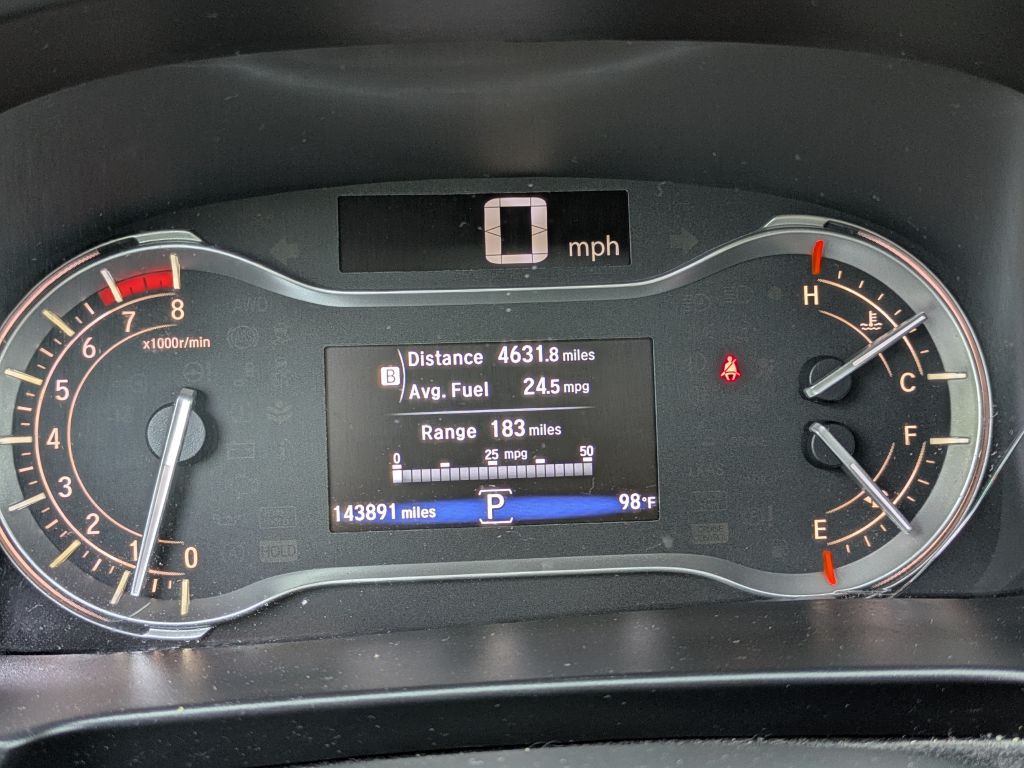 0 mph
8
7
6
5
4
3
2
1
0
x1000r/min
B
Distance 4631.8 miles
Avg. Fuel 24.5 mpg
Range 183 miles
0 25 mpg 50
143891 miles P 98°F
HOLD
H
C
F
E